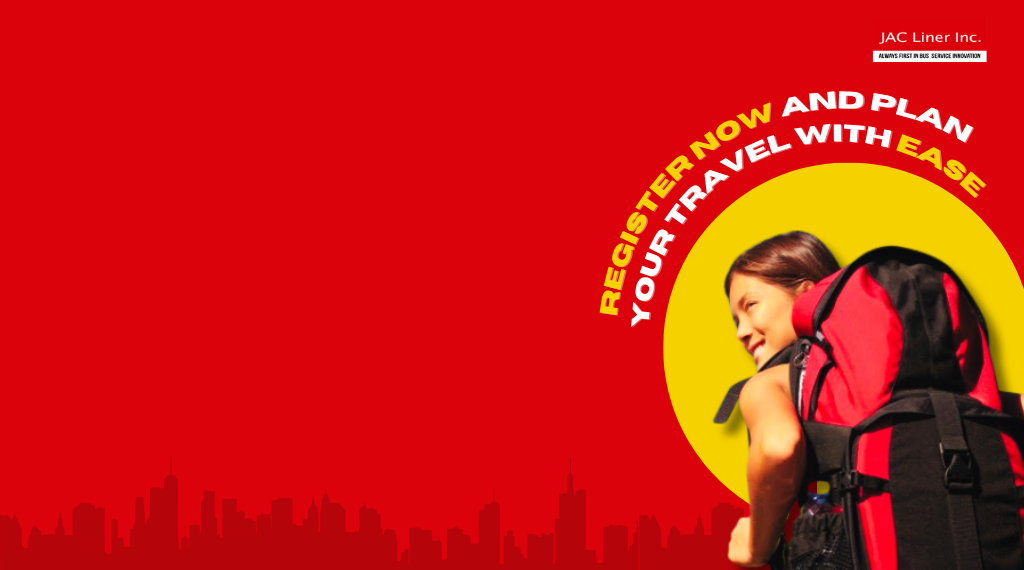 JAC Liner Inc.
ALWAYS FIRST IN BUS SERVICE INNOVATION
REGISTER NOW AND PLAN
YOUR TRAVEL WITH EASE